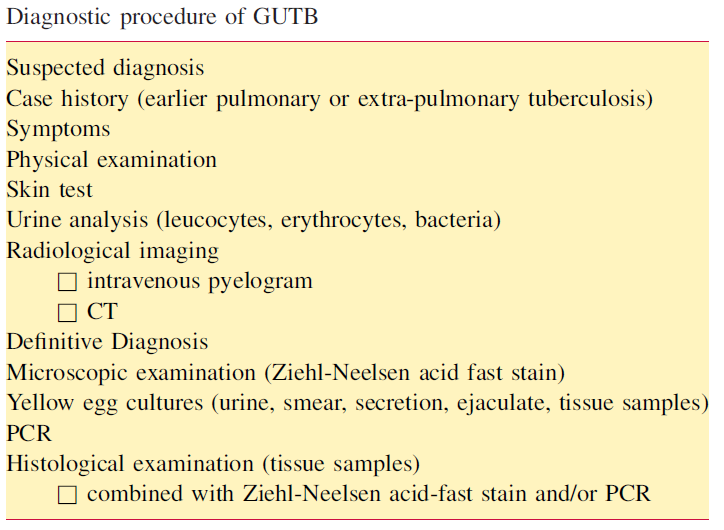 Diagnostic procedure of GUTB
Suspected diagnosis
Case history (earlier pulmonary or extra-pulmonary tuberculosis)
Symptoms
Physical examination
Skin test
Urine analysis (leucocytes, erythrocytes, bacteria)
Radiological imaging
□ intravenous pyelogram
□ CT
Definitive Diagnosis
Microscopic examination (Ziehl-Neelsen acid fast stain)
Yellow egg cultures (urine, smear, secretion, ejaculate, tissue samples)
PCR
Histological examination (tissue samples)
□ combined with Ziehl-Neelsen acid-fast stain and/or PCR